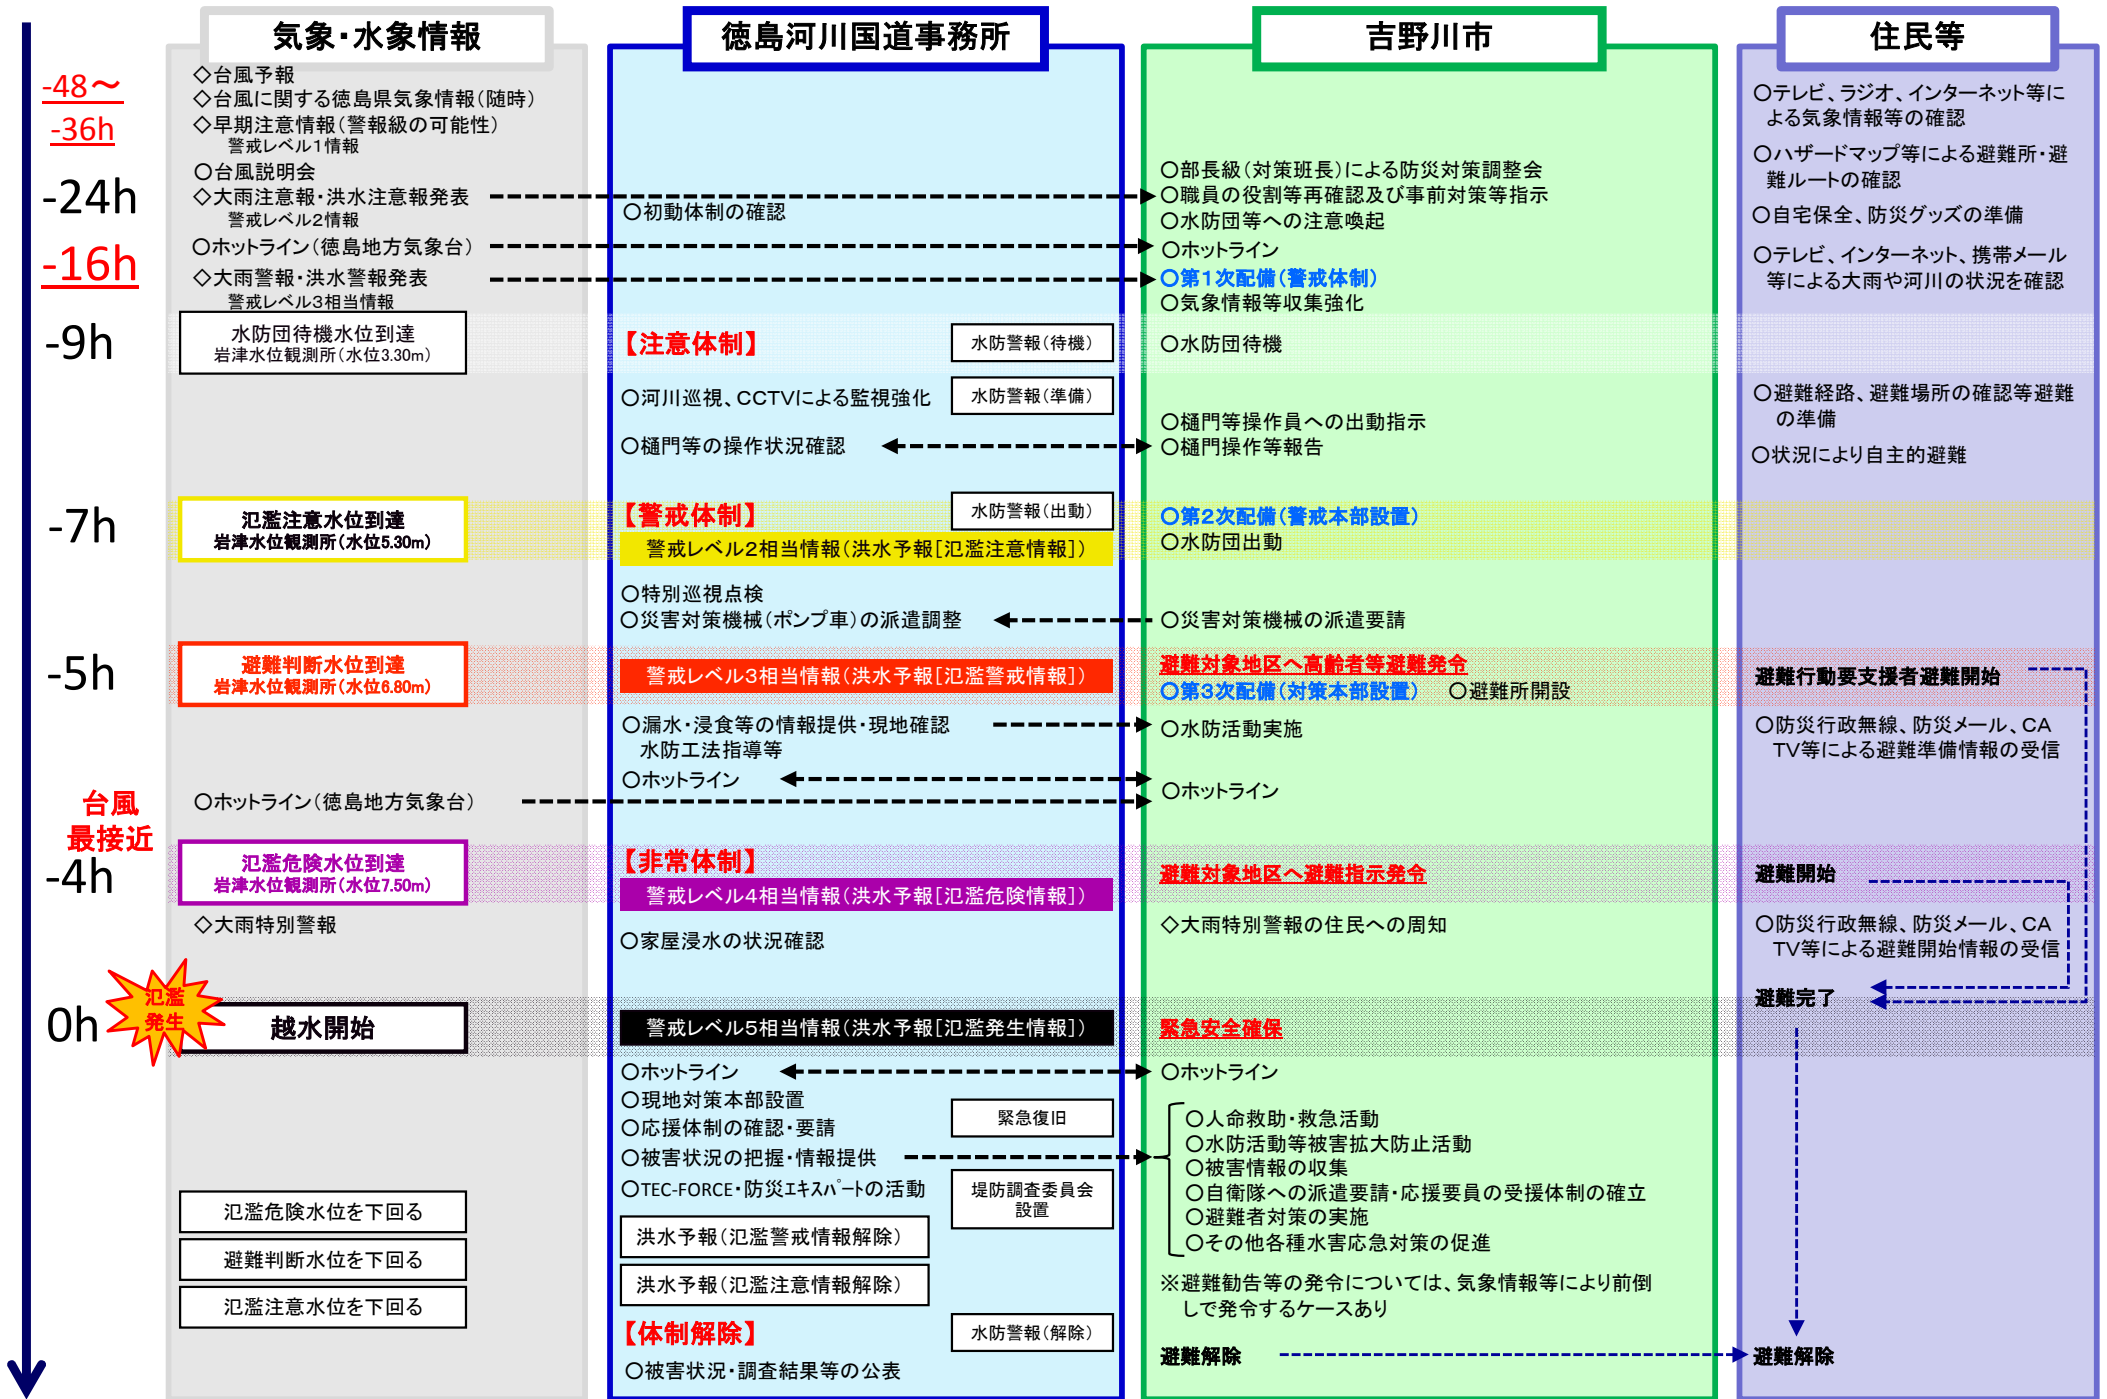 気象・水象情報
徳島河川国道事務所
吉野川市
住民等
-48～
-36h
-24h
-16h
-9h
-7h
-5h
台風
最接近
-4h
0h
氾濫
発生
◇台風予報
◇台風に関する徳島県気象情報（随時）
◇早期注意情報（警報級の可能性）
警戒レベル１情報
○台風説明会
◇大雨注意報・洪水注意報発表
警戒レベル２情報
○ホットライン（徳島地方気象台）
◇大雨警報・洪水警報発表
警戒レベル３相当情報
水防団待機水位到達
岩津水位観測所（水位3.30m）
氾濫注意水位到達
岩津水位観測所（水位5.30m）
避難判断水位到達
岩津水位観測所（水位6.80m）
○ホットライン（徳島地方気象台）
氾濫危険水位到達
岩津水位観測所（水位7.50m）
◇大雨特別警報
越水開始
氾濫危険水位を下回る
避難判断水位を下回る
氾濫注意水位を下回る
○初動体制の確認
【注意体制】
水防警報（待機）
○河川巡視、CCTVによる監視強化
水防警報（準備）
○樋門等の操作状況確認
【警戒体制】
水防警報（出動）
警戒レベル２相当情報（洪水予報［氾濫注意情報］）
○特別巡視点検
○災害対策機械（ポンプ車）の派遣調整
警戒レベル３相当情報（洪水予報［氾濫警戒情報］）
○漏水・浸食等の情報提供・現地確認
水防工法指導等
○ホットライン
【非常体制】
警戒レベル４相当情報（洪水予報［氾濫危険情報］）
○家屋浸水の状況確認
警戒レベル５相当情報（洪水予報［氾濫発生情報］）
○ホットライン
○現地対策本部設置
○応援体制の確認・要請
緊急復旧
○被害状況の把握・情報提供
○TEC-FORCE・防災ｴｷｽﾊﾟｰﾄの活動
堤防調査委員会
設置
洪水予報（氾濫警戒情報解除）
洪水予報（氾濫注意情報解除）
【体制解除】
水防警報（解除）
○被害状況・調査結果等の公表
○部長級（対策班長）による防災対策調整会
○職員の役割等再確認及び事前対策等指示
○水防団等への注意喚起
○ホットライン
○第１次配備（警戒体制）
○気象情報等収集強化
○水防団待機
○樋門等操作員への出動指示
○樋門操作等報告
○第２次配備（警戒本部設置）
○水防団出動
○災害対策機械の派遣要請
避難対象地区へ高齢者等避難発令
○第３次配備（対策本部設置） ○避難所開設
○水防活動実施
○ホットライン
避難対象地区へ避難指示発令
◇大雨特別警報の住民への周知
緊急安全確保
○ホットライン
○人命救助・救急活動
○水防活動等被害拡大防止活動
○被害情報の収集
○自衛隊への派遣要請・応援要員の受援体制の確立
○避難者対策の実施
○その他各種水害応急対策の促進
※避難勧告等の発令については、気象情報等により前倒
しで発令するケースあり
避難解除
○テレビ、ラジオ、インターネット等に
よる気象情報等の確認
○ハザードマップ等による避難所・避
難ルートの確認
○自宅保全、防災グッズの準備
○テレビ、インターネット、携帯メール
等による大雨や河川の状況を確認
○避難経路、避難場所の確認等避難
の準備
○状況により自主的避難
避難行動要支援者避難開始
○防災行政無線、防災メール、CA
TV等による避難準備情報の受信
避難開始
○防災行政無線、防災メール、CA
TV等による避難開始情報の受信
避難完了
避難解除